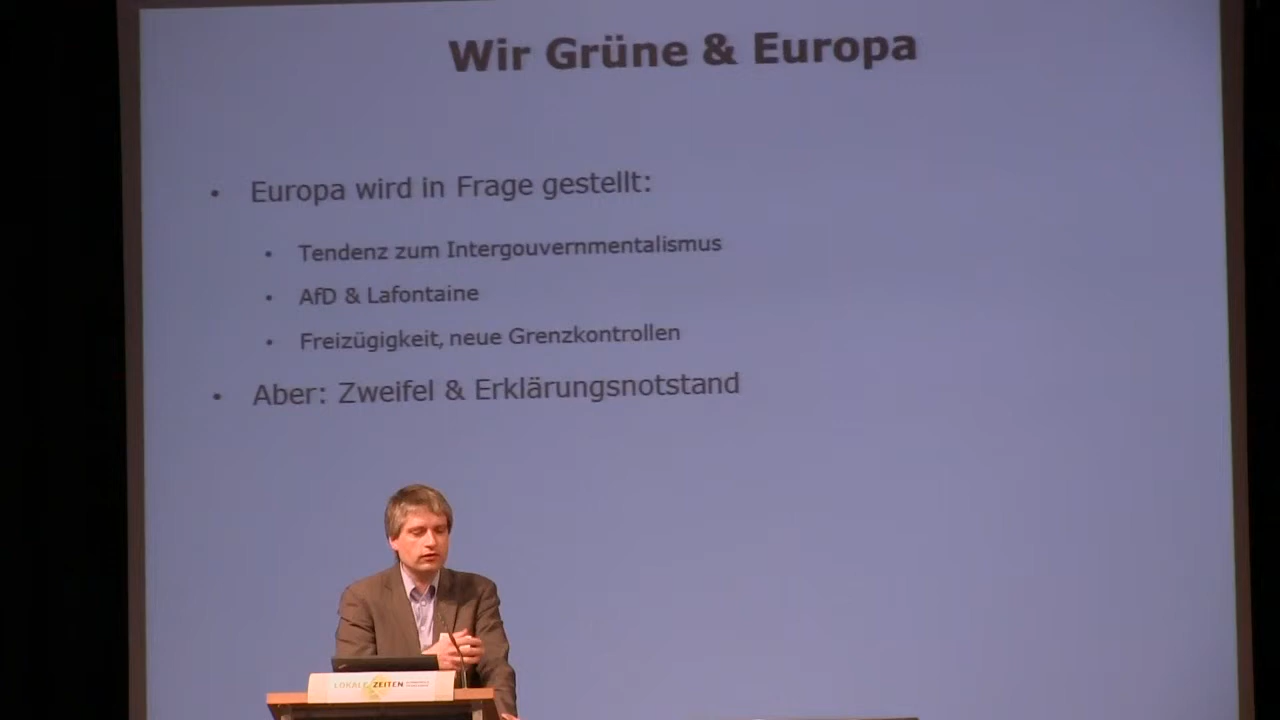 Wir Grüne & Europa
• Europa wird in Frage gestellt:
• Tendenz zum Intergouvernmentalismus
• AfD & Lafontaine
• Freizügigkeit, neue Grenzkontrollen
• Aber: Zweifel & Erklärungsnotstand
LOKALE ZEITEN